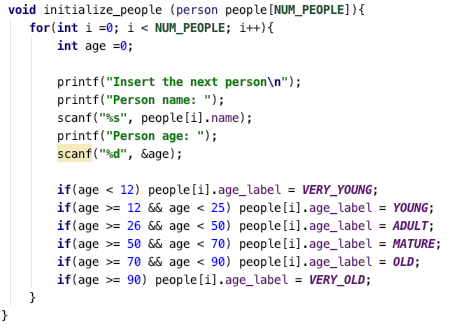 void initialize_people (person people[NUM_PEOPLE]){
for(int i =0; i < NUM_PEOPLE; i++){
int age =0;
printf("Insert the next person\n");
printf("Person name: ");
scanf("%s", people[i].name);
printf("Person age: ");
scanf("%d", &age);
if(age < 12) people[i].age_label = VERY_YOUNG;
if(age >= 12 && age < 25) people[i].age_label = YOUNG;
if(age >= 26 && age < 50) people[i].age_label = ADULT;
if(age >= 50 && age < 70) people[i].age_label = MATURE;
if(age >= 70 && age < 90) people[i].age_label = OLD;
if(age >= 90) people[i].age_label = VERY_OLD;
}
}